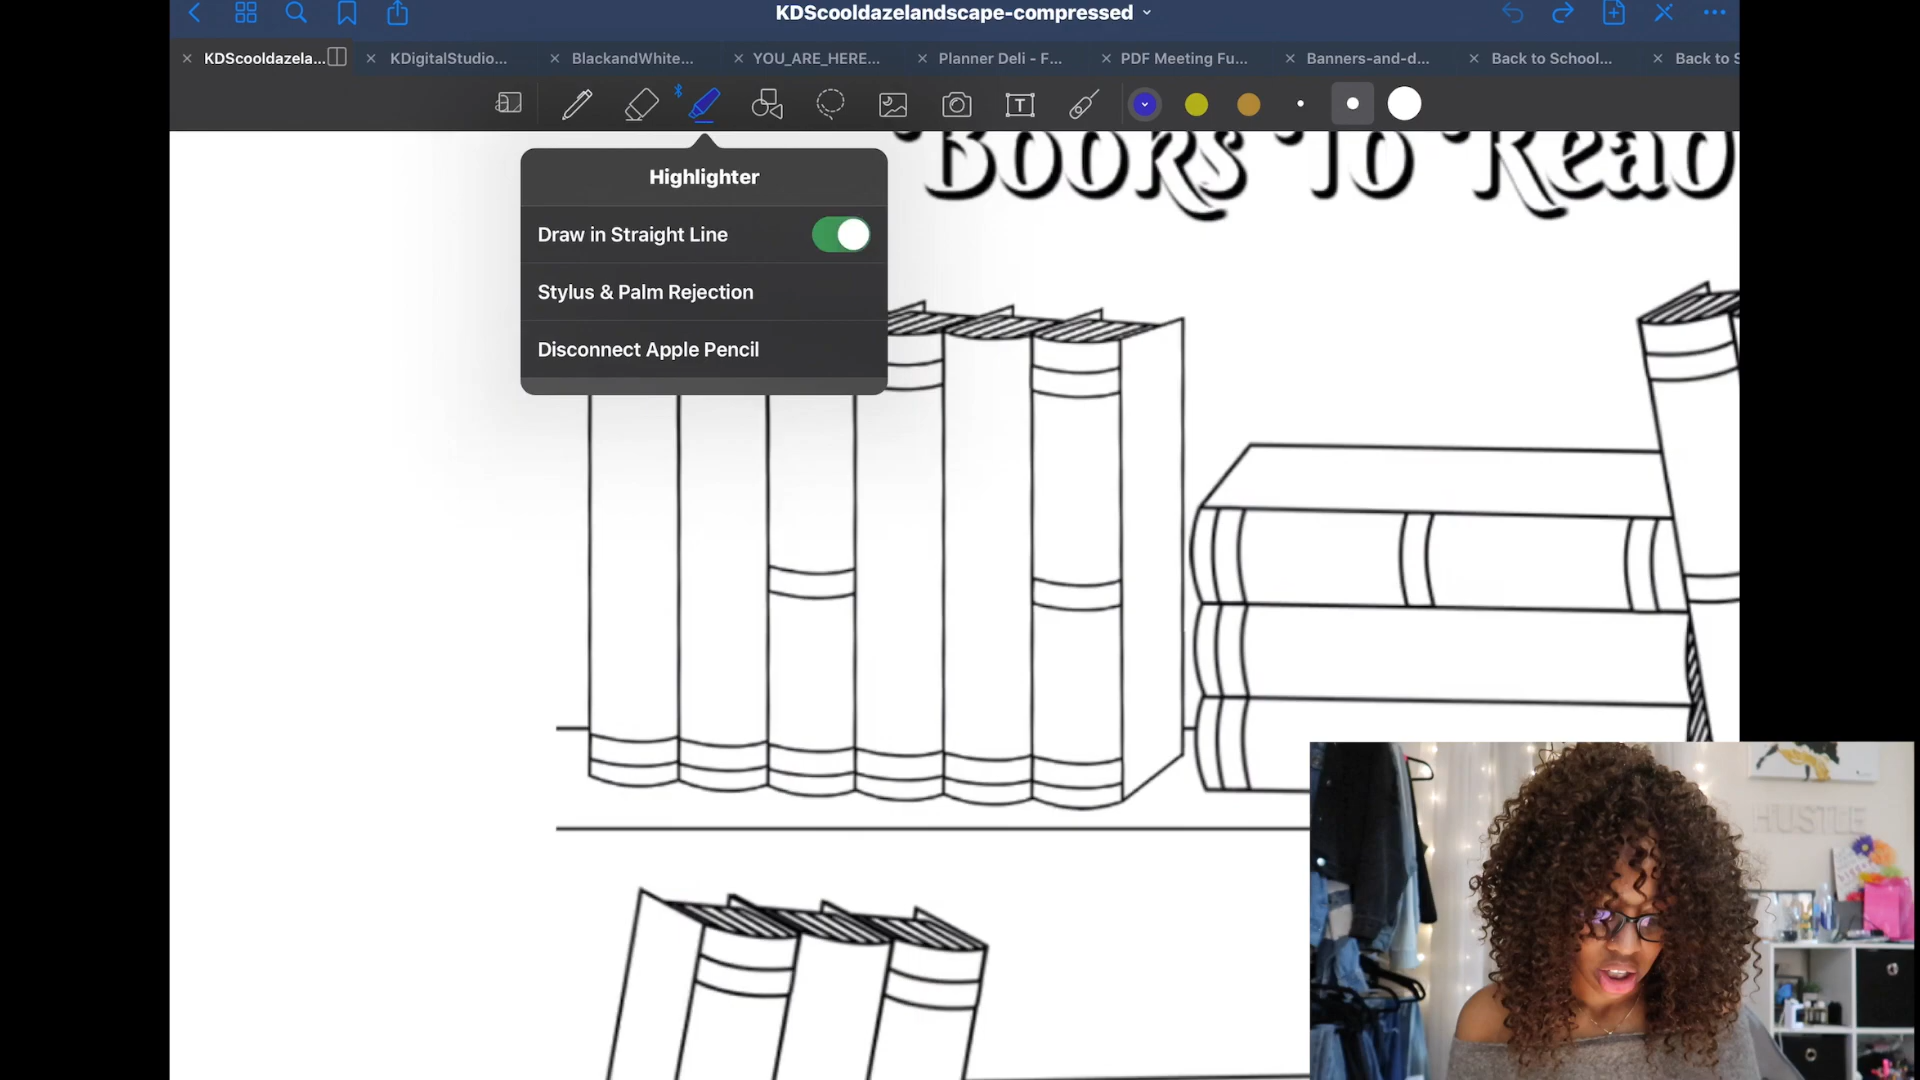 KDScooldazelandscape-compressed
KDScooldazela...
KDigitalStudio...
BlackandWhite...
YOU_ARE_HERE...
Planner Deli - F...
PDF Meeting Fu...
Banners-and-d...
Back to School...
Back to S
Books To Read
Highlighter
Draw in Straight Line
Stylus & Palm Rejection
Disconnect Apple Pencil
HUSTLE